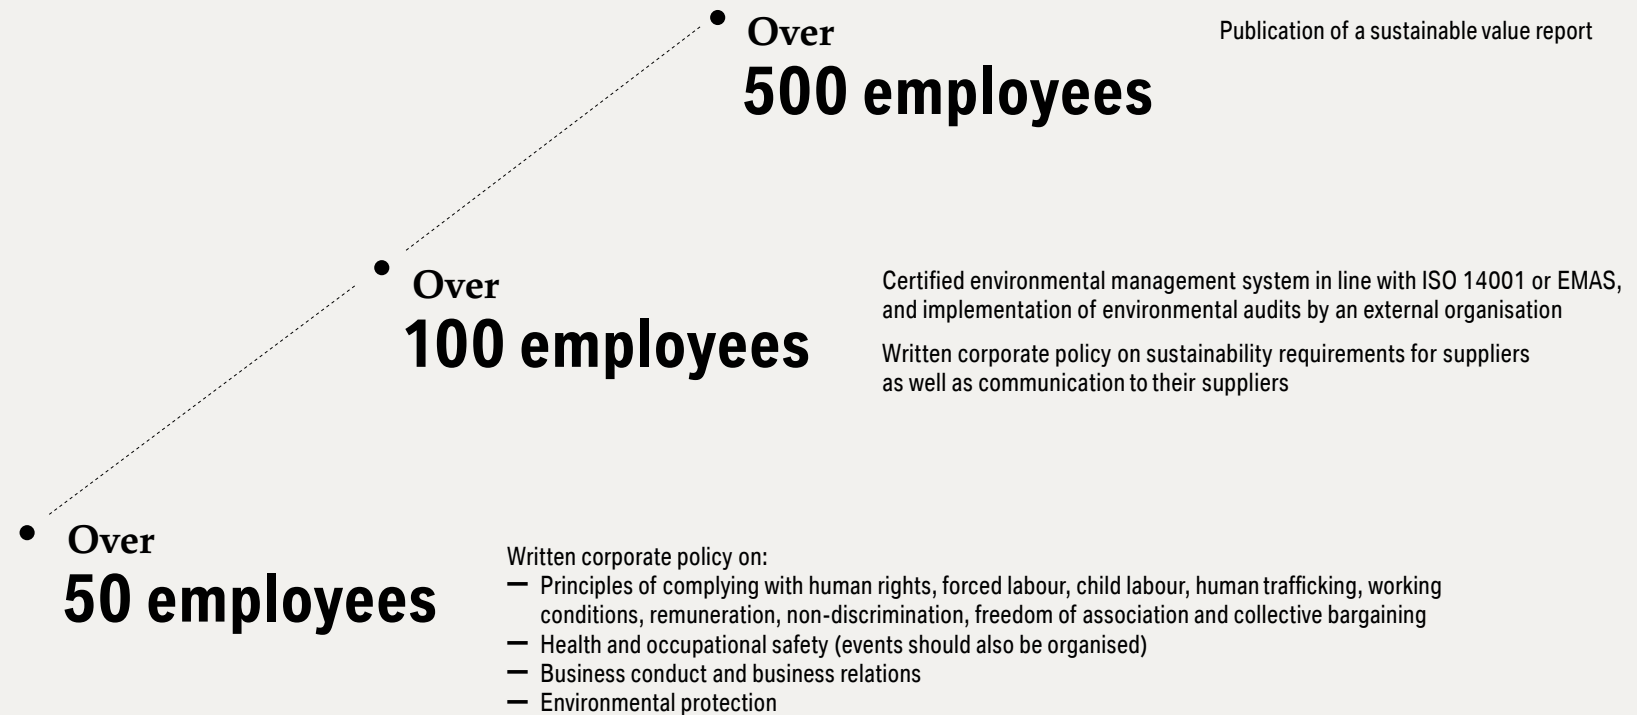 Over
500 employees
Publication of a sustainable value report
Over
100 employees
Certified environmental management system in line with ISO 14001 or EMAS,
and implementation of environmental audits by an external organisation
Written corporate policy on sustainability requirements for suppliers
as well as communication to their suppliers
Over
50 employees
Written corporate policy on:
— Principles of complying with human rights, forced labour, child labour, human trafficking, working
conditions, remuneration, non-discrimination, freedom of association and collective bargaining
— Health and occupational safety (events should also be organised)
— Business conduct and business relations
— Environmental protection